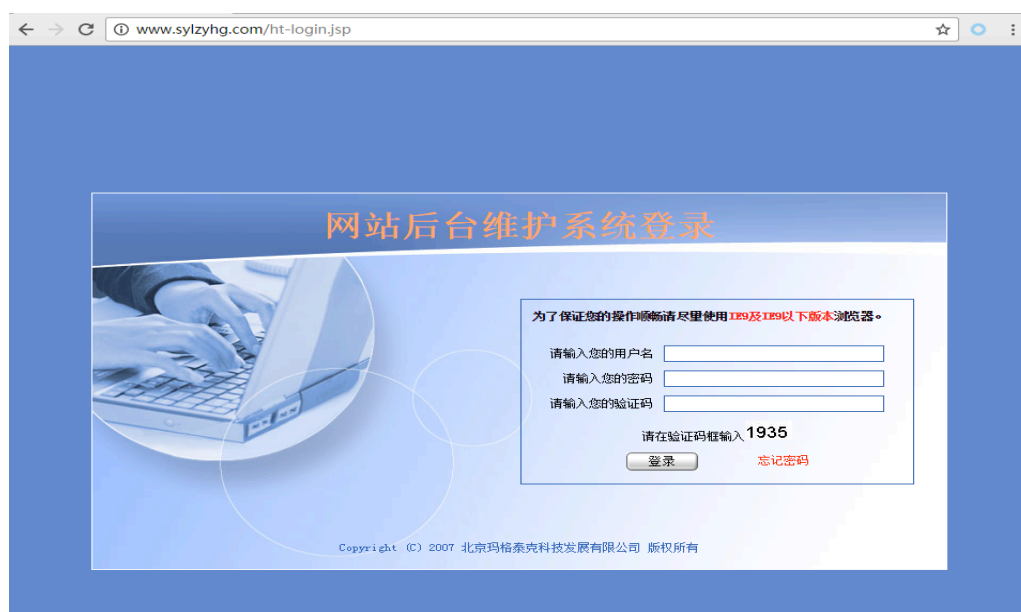 www.sylzyhg.com/ht-login.jsp
网站后台维护系统登录
为了保证您的操作顺畅请尽里使用IE9及IE9以下版本浏览器。
请输入您的用户名
请输入您的密码
请输入您的验证码
请在验证码框输入1935
登录 忘记密码
Copyright (C) 2007 北京玛格泰克科技发展有限公司 版权所有